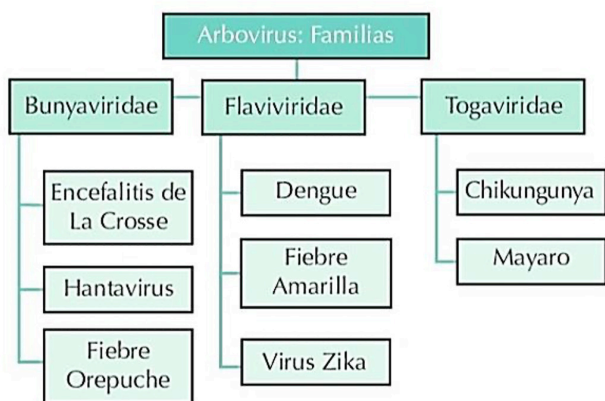 Arbovirus: Familias
Bunyaviridae
Flaviviridae
Togaviridae
Encefalitis de
La Crosse
Hantavirus
Fiebre
Orepuche
Dengue
Fiebre
Amarilla
Virus Zika
Chikungunya
Mayaro